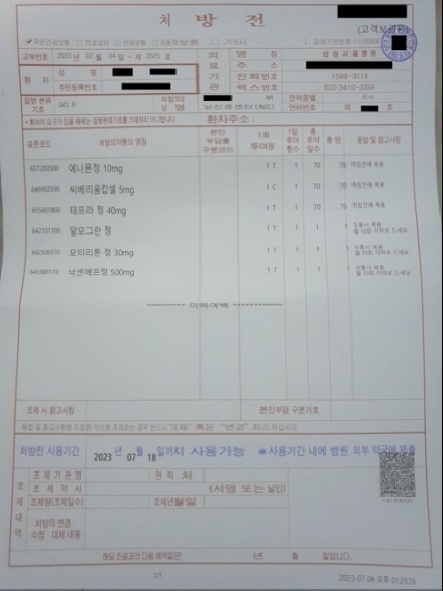 처 방 전
(고객보관용)
✓국민건강보험 □의료급여 □산재보험 □자동차보험 □기타( ) 요양기관번호:
교부번호 2023 년 07 월 04 일 - 제 3575 호
의료기관 명 칭 삼성서울병원
주 소
전화번호 1599-3114
팩스번호 (02) 3410-3359
환 자 성 명
주민등록번호
질병 분류기호 G43.8
처방의료인의 성 명
면허종별 의사
면허번호 제 호
* 환자의 요구가 있을 때에는 질병분류기호를 기재하지 아니합니다.
환자주소 :
표준코드 처방의약품의 명칭 본인부담률구분코드 1회투여량 1일투여횟수 총투약일수 총량 용법 및 참고사항
657200500 에나폰정 10mg 1 T 1 70 70 취침전에 복용
646902590 씨베리움캅셀 5mg 1 C 1 70 70 취침전에 복용
655601800 테프라 정 40mg 1 T 1 70 70 취침전에 복용
642101100 알모그란 정 1 T 1 1 1 두통시 복용 월 10회 이하로 드세요
642506570 모티리톤 정 30mg 1 T 1 1 1 두통시 복용 월 10회 이하로 드세요
641300110 낙센에프정 500mg 1 T 1 1 1 두통시 복용 월 10회 이하로 드세요
이하여백
조제 시 참고사항 본인부담 구분기호
처방전 사용기간 2023 년 07 월 18 일까지 사용가능 *사용기간 내에 병원 외부 약국에 제출
조제내역
조제기관명 연 락 처
조 제 약 사 (서명 또는 날인)
조제량(조제일수) 조제년월일
처방의 변경·수정·대체 내용
해당 진료과의 다음 예약일은 년 월 일입니다.
1/1
2023-07-04 오후 01:23:26